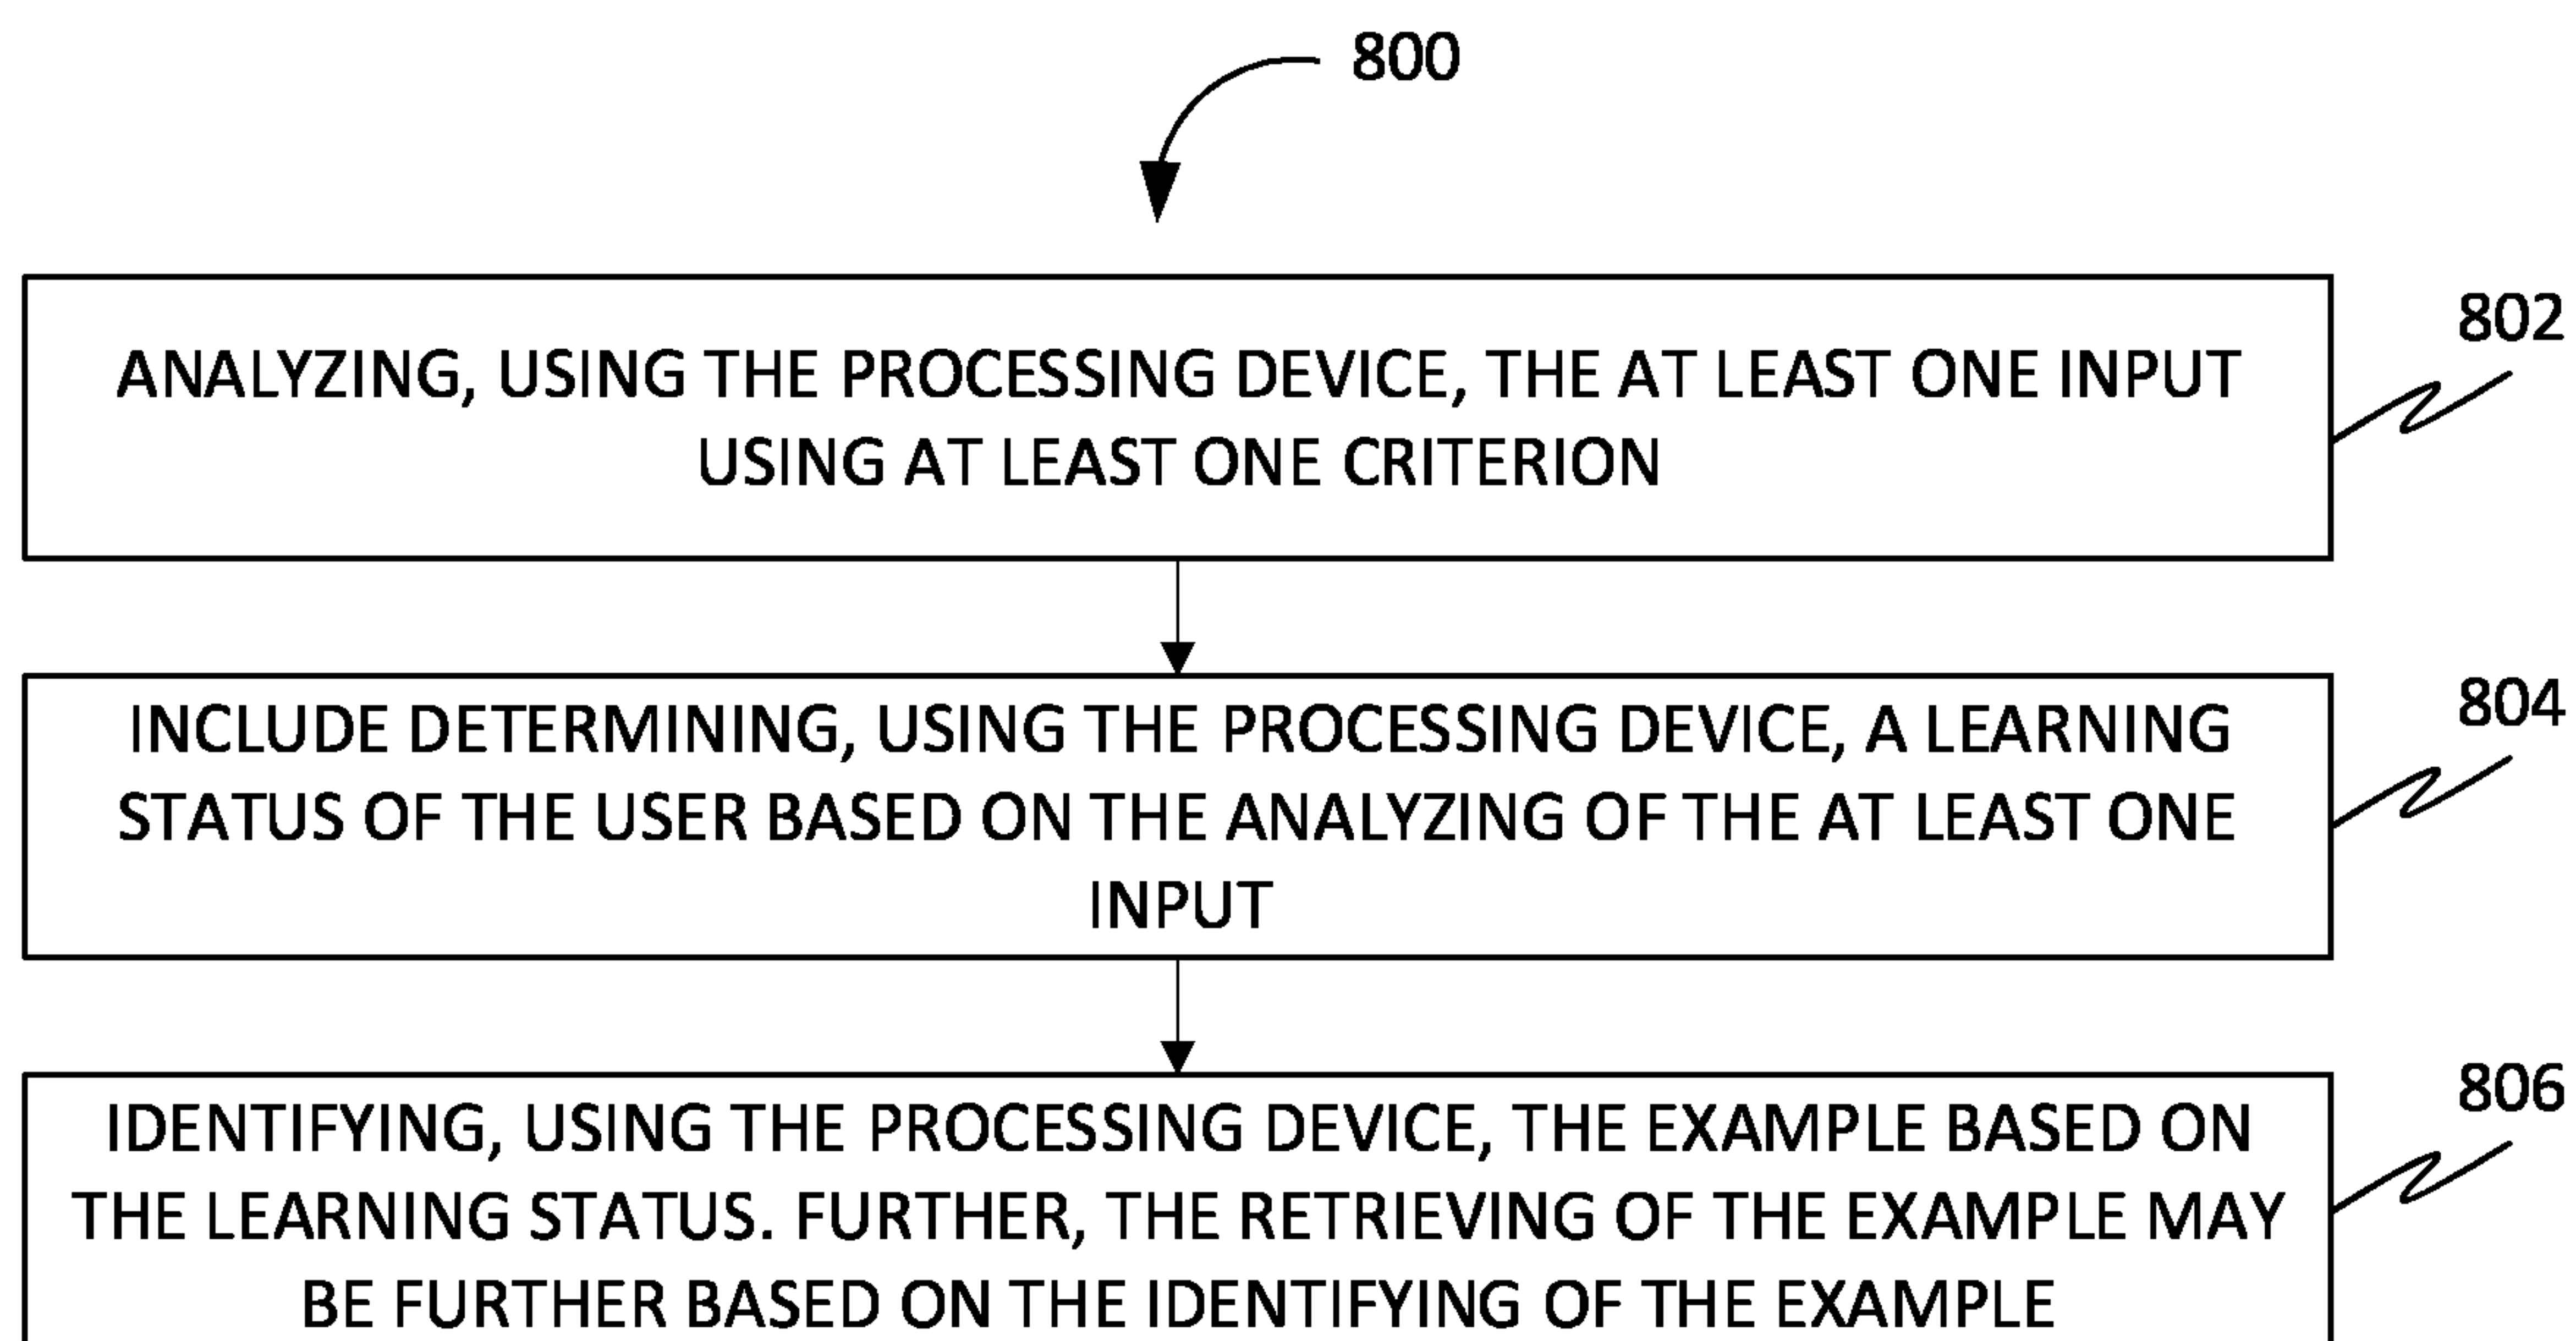 800
802
ANALYZING, USING THE PROCESSING DEVICE, THE AT LEAST ONE INPUT
USING AT LEAST ONE CRITERION
804
INCLUDE DETERMINING, USING THE PROCESSING DEVICE, A LEARNING
STATUS OF THE USER BASED ON THE ANALYZING OF THE AT LEAST ONE
INPUT
806
IDENTIFYING, USING THE PROCESSING DEVICE, THE EXAMPLE BASED ON
THE LEARNING STATUS. FURTHER, THE RETRIEVING OF THE EXAMPLE MAY
BE FURTHER BASED ON THE IDENTIFYING OF THE EXAMPLE